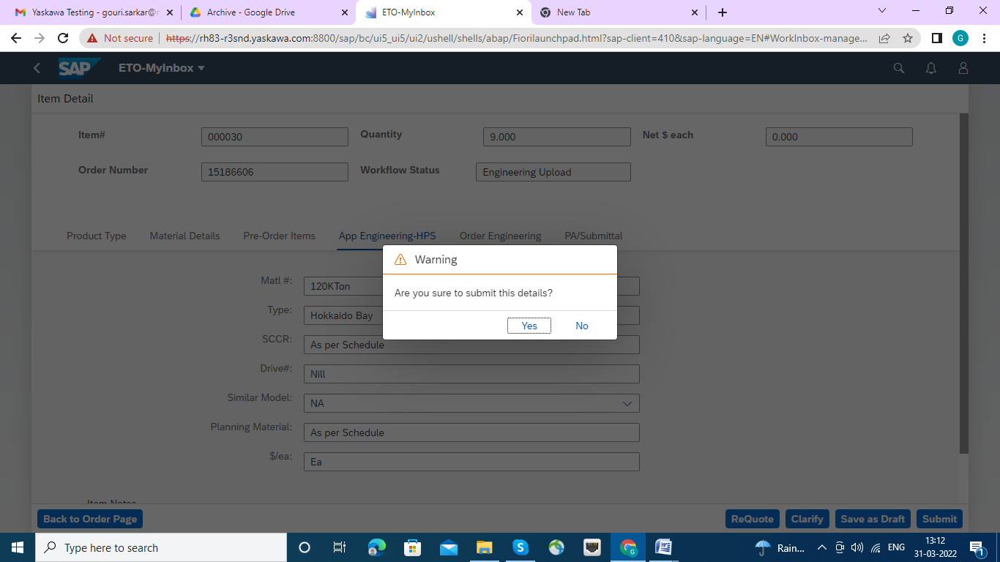 Yaskawa Testing - gouri.sarkar@
Archive - Google Drive
ETO-MyInbox
New Tab
Not secure
https://rh83-r3snd.yaskawa.com:8800/sap/bc/ui5_ui5/ui2/ushell/shells/abap/Fiorilaunchpad.html?sap-client=410&sap-language=EN#WorkInbox-manage...
G
SAP
ETO-MyInbox
Item Detail
Item#
000030
Quantity
9.000
Net $ each
0.000
Order Number
15186606
Workflow Status
Engineering Upload
Product Type
Material Details
Pre-Order Items
App Engineering-HPS
Order Engineering
PA/Submittal
Warning
Are you sure to submit this details?
Yes
No
Matl #:
120KTon
Type:
Hokkaido Bay
SCCR:
As per Schedule
Drive#:
Nill
Similar Model:
NA
Planning Material:
As per Schedule
$/ea:
Ea
Item Notes
Back to Order Page
ReQuote
Clarify
Save as Draft
Submit
Type here to search
Rain...
ENG
13:12
31-03-2022
1